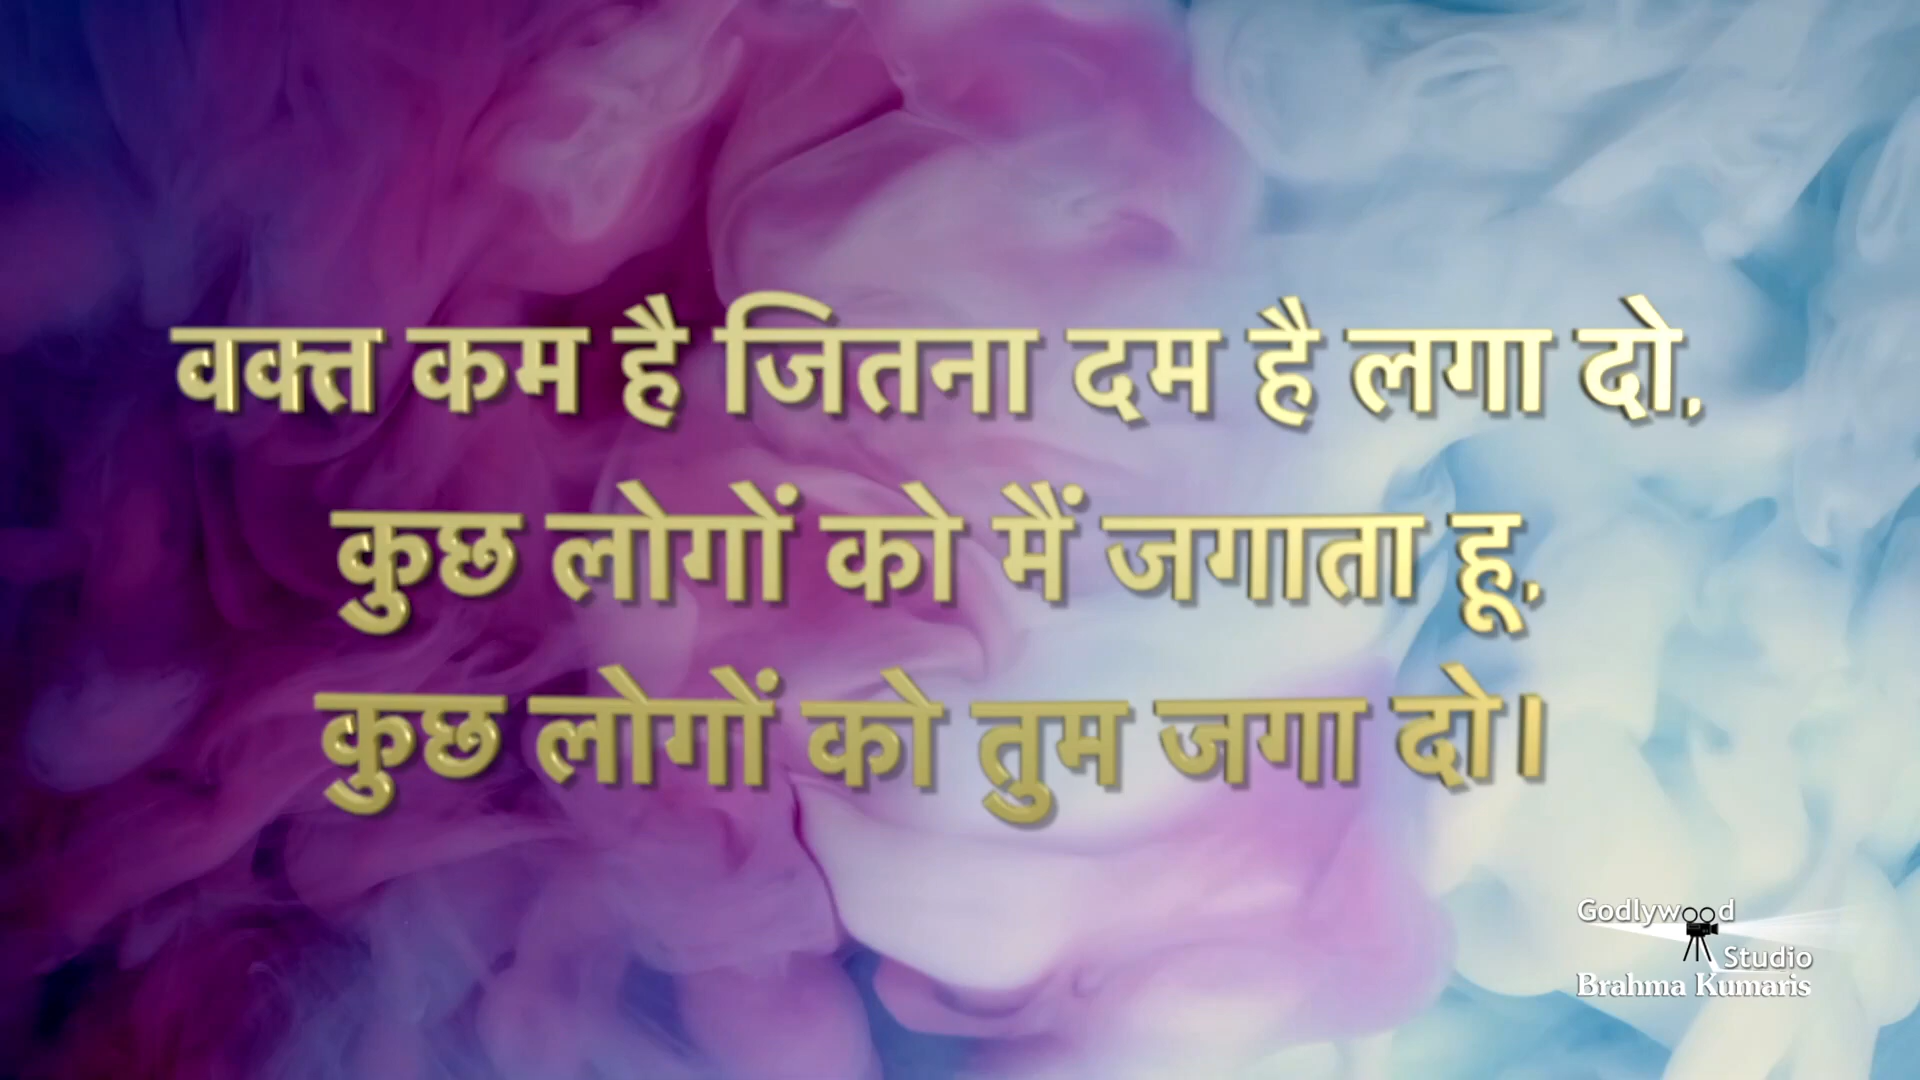 वक्त कम है जितना दम है लगा दो,
कुछ लोगों को मैं जगाता हू,
कुछ लोगों को तुम जगा दो।
Godlywood
Studio
Brahma Kumaris